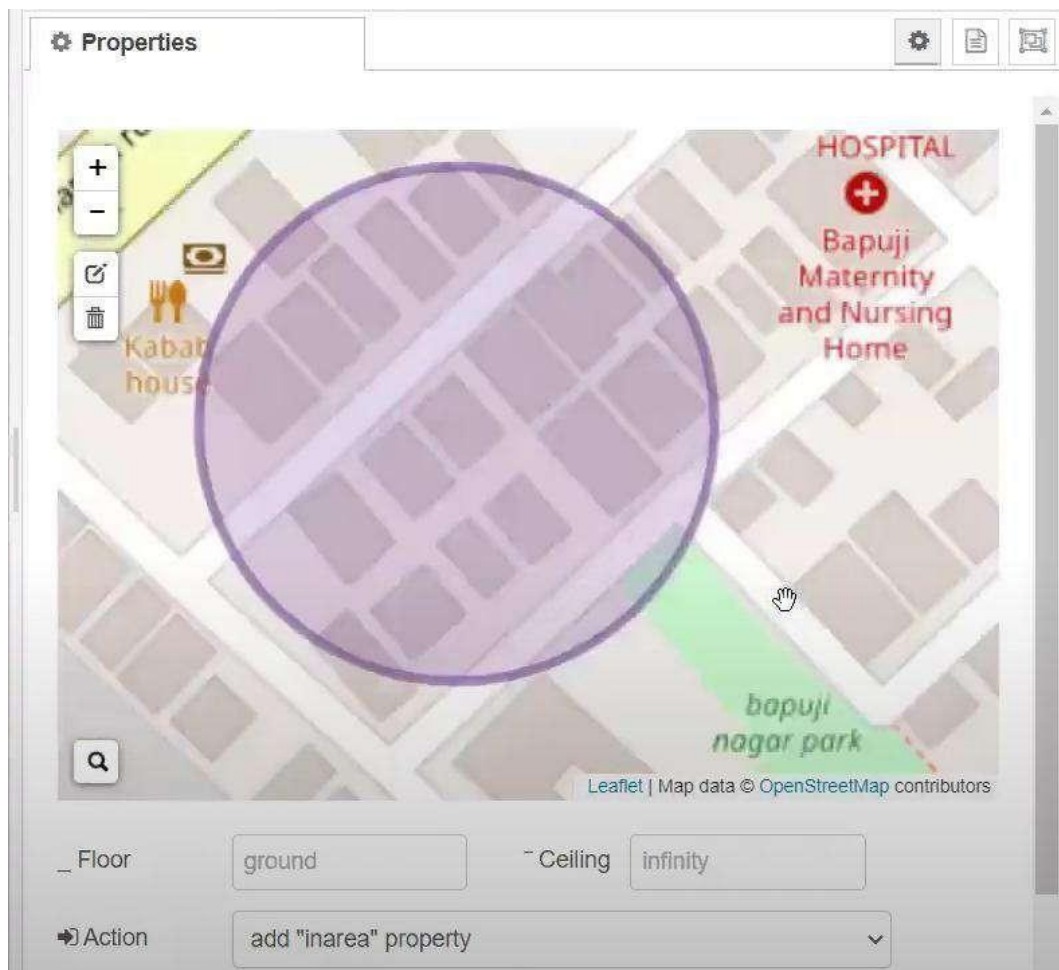 Properties
+
HOSPITAL
Bapuji
Maternity
and Nursing
Home
-
Kabab
house
bapuji
nagar park
Leaflet | Map data © OpenStreetMap contributors
_ Floor
ground
¯ Ceiling
infinity
Action
add "inarea" property